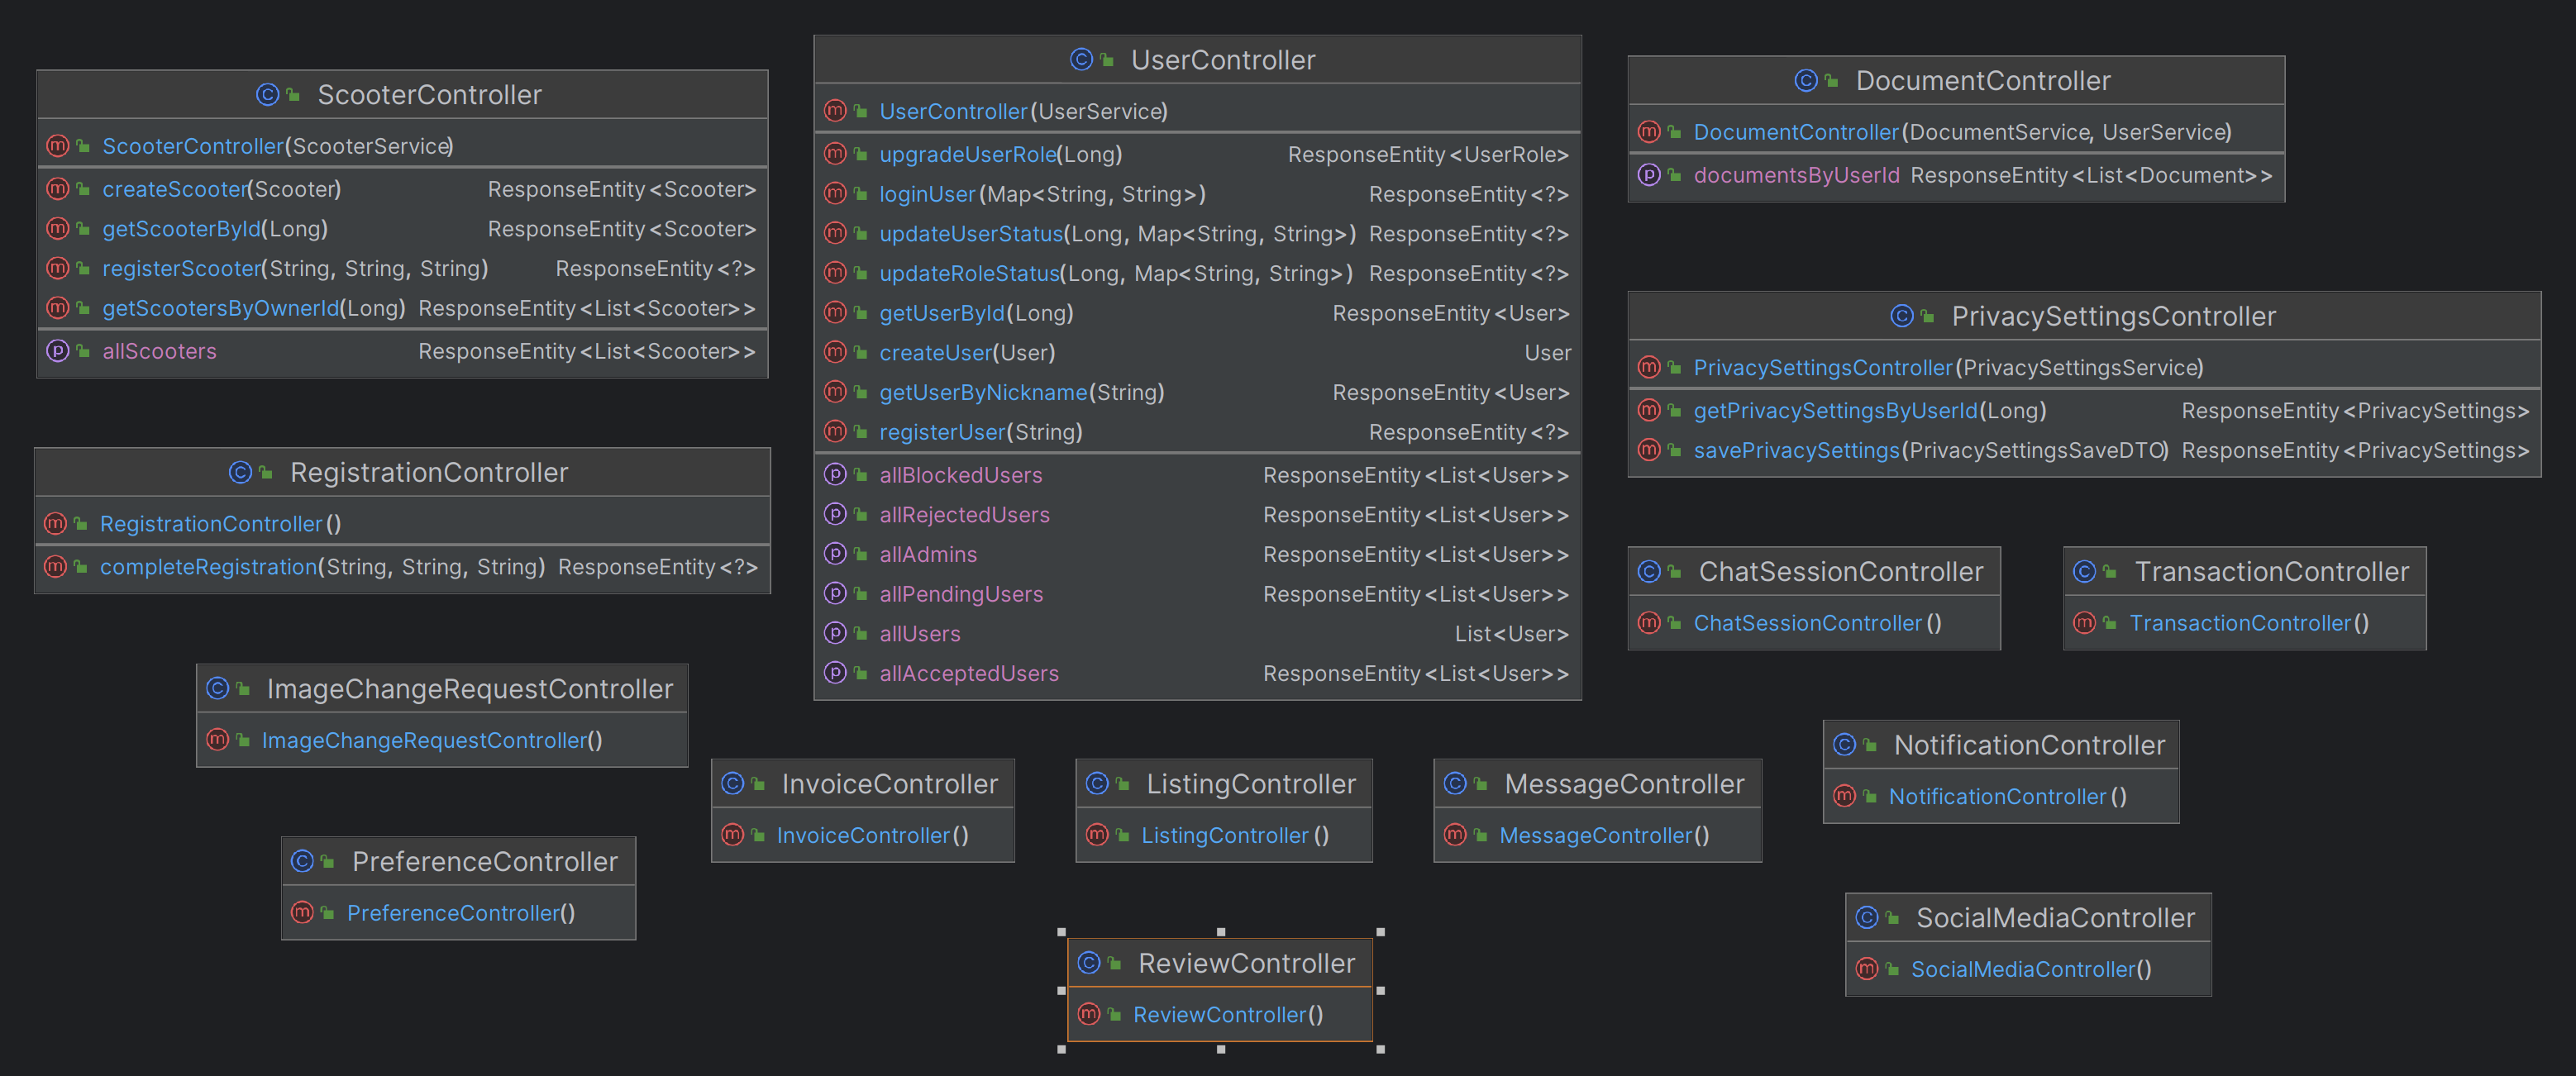 ScooterController
ScooterController(ScooterService)
createScooter(Scooter) ResponseEntity<Scooter>
getScooterById(Long) ResponseEntity<Scooter>
registerScooter(String, String, String) ResponseEntity<?>
getScootersByOwnerId(Long) ResponseEntity<List<Scooter>>
allScooters ResponseEntity<List<Scooter>>
UserController
UserController(UserService)
upgradeUserRole(Long) ResponseEntity<UserRole>
loginUser(Map<String, String>) ResponseEntity<?>
updateUserStatus(Long, Map<String, String>) ResponseEntity<?>
updateRoleStatus(Long, Map<String, String>) ResponseEntity<?>
getUserById(Long) ResponseEntity<User>
createUser(User) User
getUserByNickname(String) ResponseEntity<User>
registerUser(String) ResponseEntity<?>
allBlockedUsers ResponseEntity<List<User>>
allRejectedUsers ResponseEntity<List<User>>
allAdmins ResponseEntity<List<User>>
allPendingUsers ResponseEntity<List<User>>
allUsers List<User>
allAcceptedUsers ResponseEntity<List<User>>
DocumentController
DocumentController(DocumentService, UserService)
documentsByUserId ResponseEntity<List<Document>>
PrivacySettingsController
PrivacySettingsController(PrivacySettingsService)
getPrivacySettingsByUserId(Long) ResponseEntity<PrivacySettings>
savePrivacySettings(PrivacySettingsSaveDTO) ResponseEntity<PrivacySettings>
RegistrationController
RegistrationController()
completeRegistration(String, String, String) ResponseEntity<?>
ChatSessionController
ChatSessionController()
TransactionController
TransactionController()
ImageChangeRequestController
ImageChangeRequestController()
InvoiceController
InvoiceController()
ListingController
ListingController()
MessageController
MessageController()
NotificationController
NotificationController()
PreferenceController
PreferenceController()
SocialMediaController
SocialMediaController()
ReviewController
ReviewController()